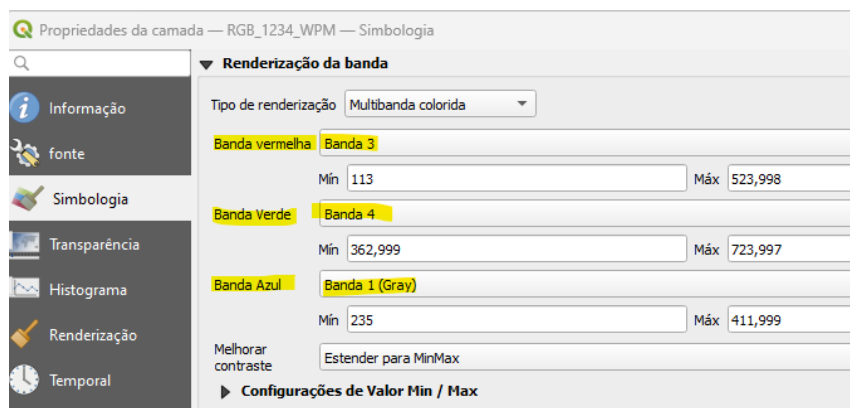 Propriedades da camada — RGB_1234_WPM — Simbologia
Renderização da banda
Informação
fonte
Simbologia
Transparência
Histograma
Renderização
Temporal
Tipo de renderização Multibanda colorida
Banda vermelha Banda 3
Mín 113 Máx 523,998
Banda Verde Banda 4
Mín 362,999 Máx 723,997
Banda Azul Banda 1 (Gray)
Mín 235 Máx 411,999
Melhorar
contraste Estender para MinMax
Configurações de Valor Min / Max